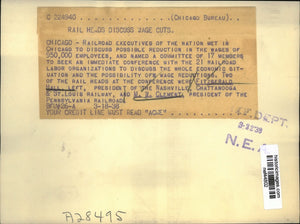 C 224940 . . . . . . . . . . (CHICAGO BUREAU)
RAIL HEADS DISCUSS WAGE CUTS.
CHICAGO - RAILROAD EXECUTIVES OF THE NATION MET IN
CHICAGO TO DISCUSS POSSIBLE REDUCTION IN THE WAGES OF
950,000 EMPLOYEES, AND NAMED A COMMITTEE OF 17 MEMBERS
TO SEEK AN IMMEDIATE CONFERENCE WITH THE 21 RAILROAD
LABOR ORGANIZATIONS TO DISCUSS THE WHOLE ECONOMIC SIT-
UATION AND THE POSSIBILITY OF WAGE REDUCTIONS. TWO
OF THE RAIL HEADS AT THE CONFERENCE WERE FITZGERALD
HALL, LEFT, PRESIDENT OF THE NASHVILLE, CHATTANOOGA
& ST. LOUIS RAILWAY, AND M. W. CLEMENT, PRESIDENT OF THE
PENNSYLVANIA RAILROAD.
3-18-38
YOUR CREDIT LINE MUST READ "ACME"
DEPT.
N.E.
A28495